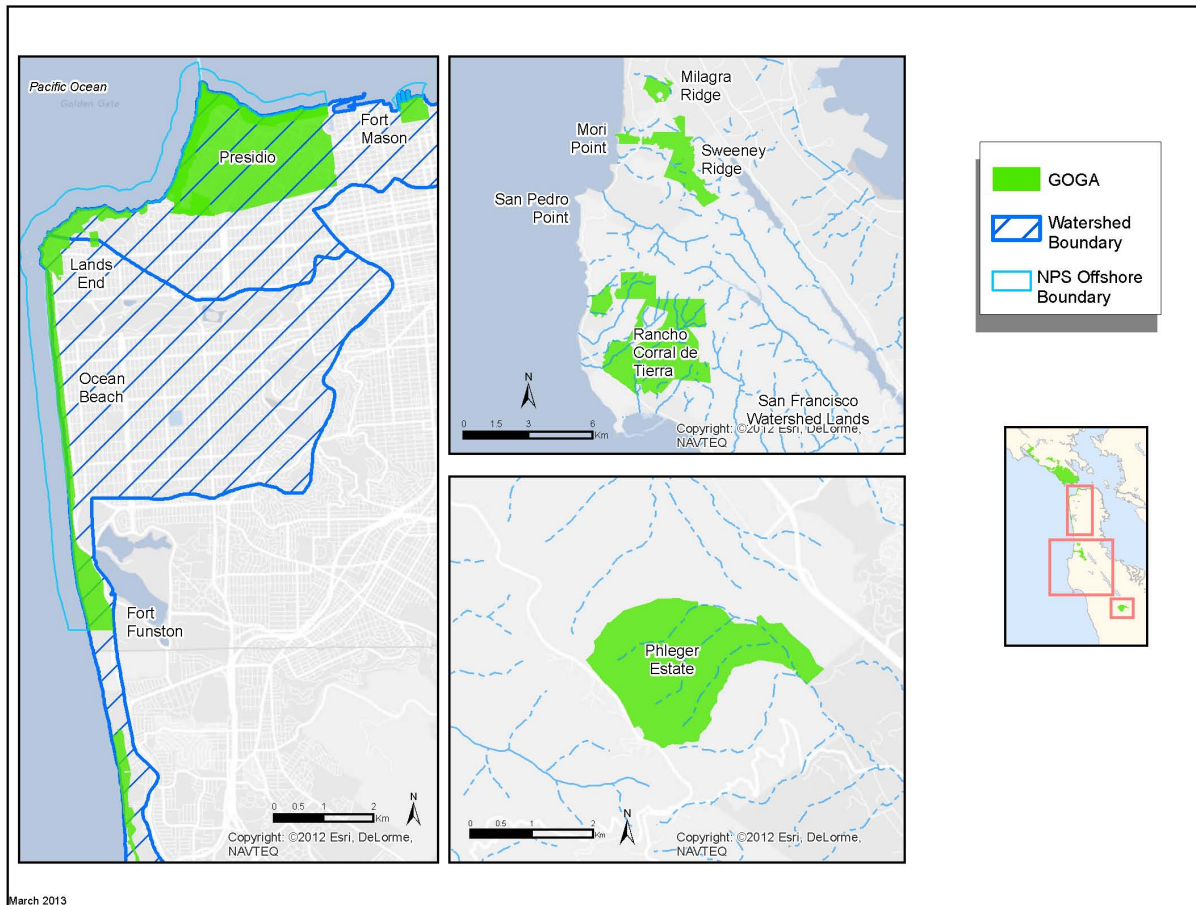 Pacific Ocean
Golden Gate
Fort
Mason
Presidio
Lands
End
Ocean
Beach
Fort
Funston
0 0.5 1 2
Km
N
Copyright: ©2012 Esri, DeLorme,
NAVTEQ
Milagra
Ridge
Mori
Point
Sweeney
Ridge
San Pedro
Point
Rancho
Corral de
Tierra
San Francisco
Watershed Lands
N
0 1.5 3 6
Km
Copyright: ©2012 Esri, DeLorme,
NAVTEQ
Phleger
Estate
0 0.5 1 2
Km
N
Copyright: ©2012 Esri, DeLorme,
NAVTEQ
GOGA
Watershed
Boundary
NPS Offshore
Boundary
March 2013